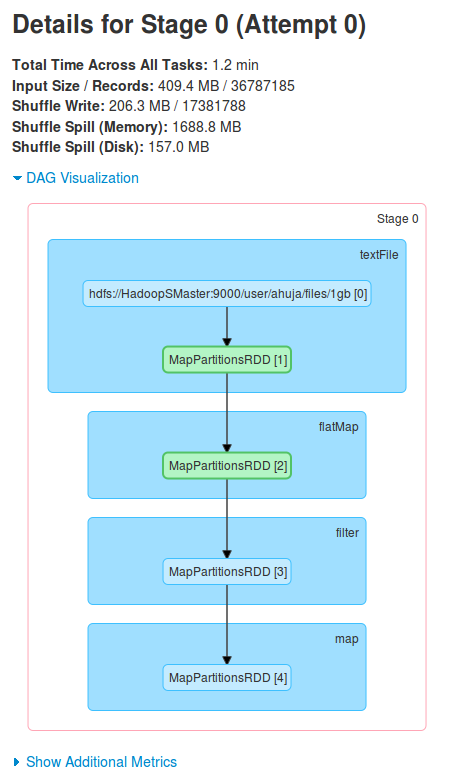 Details for Stage 0 (Attempt 0)
Total Time Across All Tasks: 1.2 min
Input Size / Records: 409.4 MB / 36787185
Shuffle Write: 206.3 MB / 17381788
Shuffle Spill (Memory): 1688.8 MB
Shuffle Spill (Disk): 157.0 MB
DAG Visualization
Stage 0
textFile
hdfs://HadoopSMaster:9000/user/ahuja/files/1gb [0]
MapPartitionsRDD [1]
flatMap
MapPartitionsRDD [2]
filter
MapPartitionsRDD [3]
map
MapPartitionsRDD [4]
Show Additional Metrics